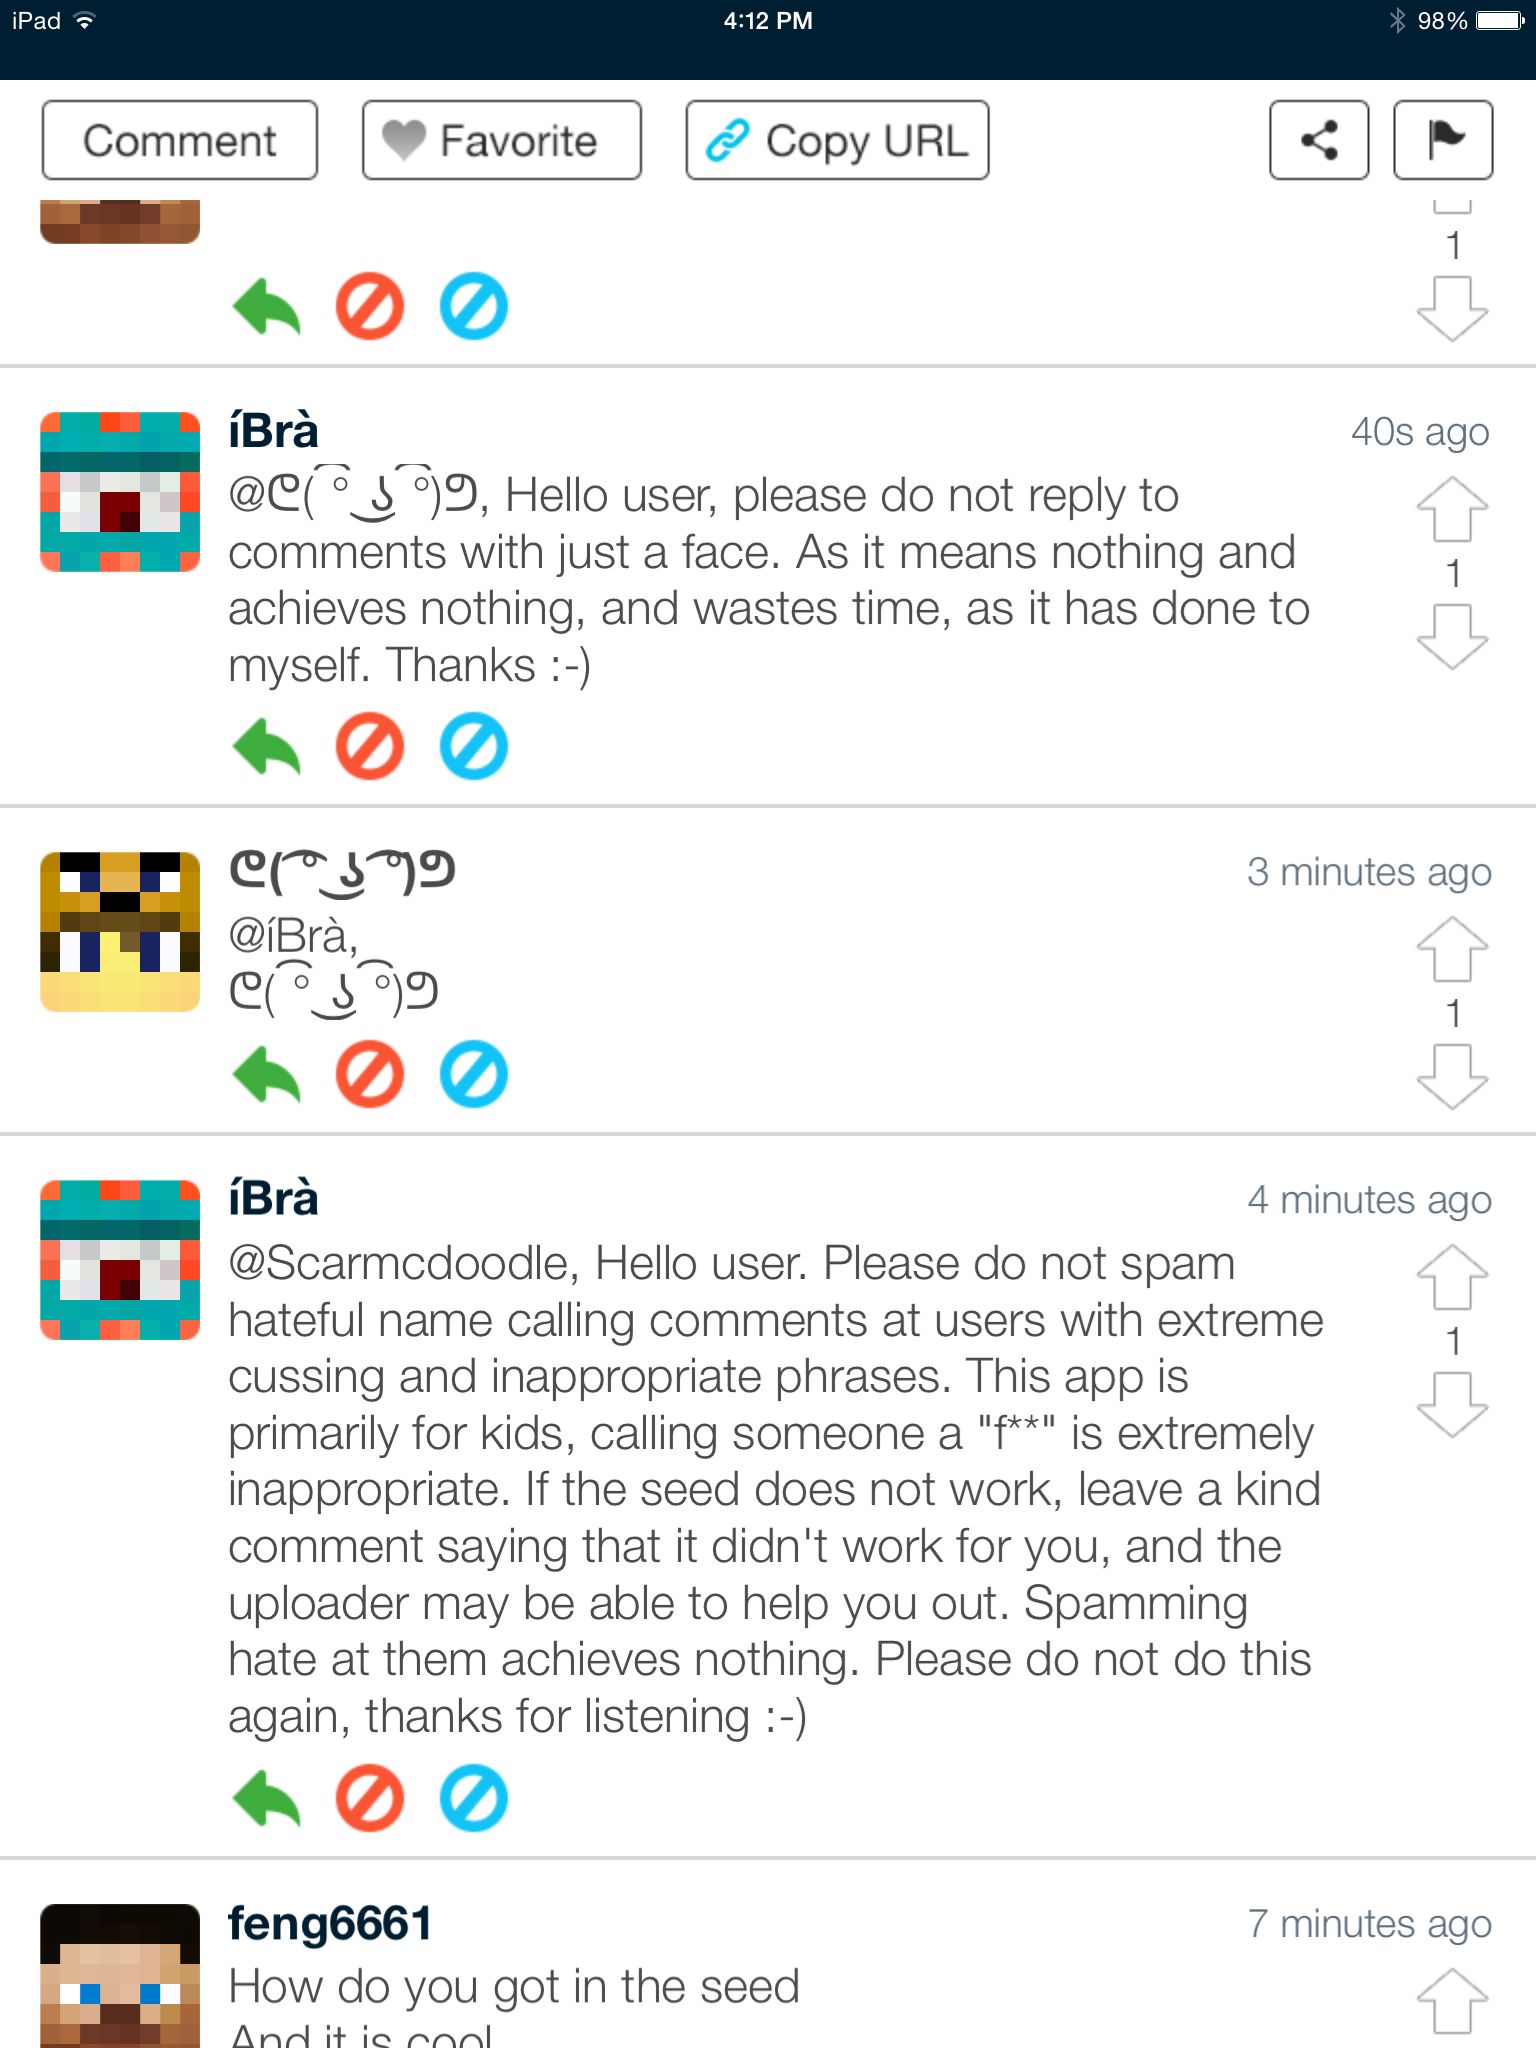 iPad 4:12 PM 98%
Comment Favorite Copy URL
1
íBrà 40s ago
@ᕦ( ͡° ͜ʖ ͡°)ᕤ, Hello user, please do not reply to
comments with just a face. As it means nothing and
achieves nothing, and wastes time, as it has done to
myself. Thanks :-)
1
ᕦ( ͡° ͜ʖ ͡°)ᕤ 3 minutes ago
@íBrà,
ᕦ( ͡° ͜ʖ ͡°)ᕤ
1
íBrà 4 minutes ago
@Scarmcdoodle, Hello user. Please do not spam
hateful name calling comments at users with extreme
cussing and inappropriate phrases. This app is
primarily for kids, calling someone a "f**" is extremely
inappropriate. If the seed does not work, leave a kind
comment saying that it didn't work for you, and the
uploader may be able to help you out. Spamming
hate at them achieves nothing. Please do not do this
again, thanks for listening :-)
1
feng6661 7 minutes ago
How do you got in the seed
And it is cool